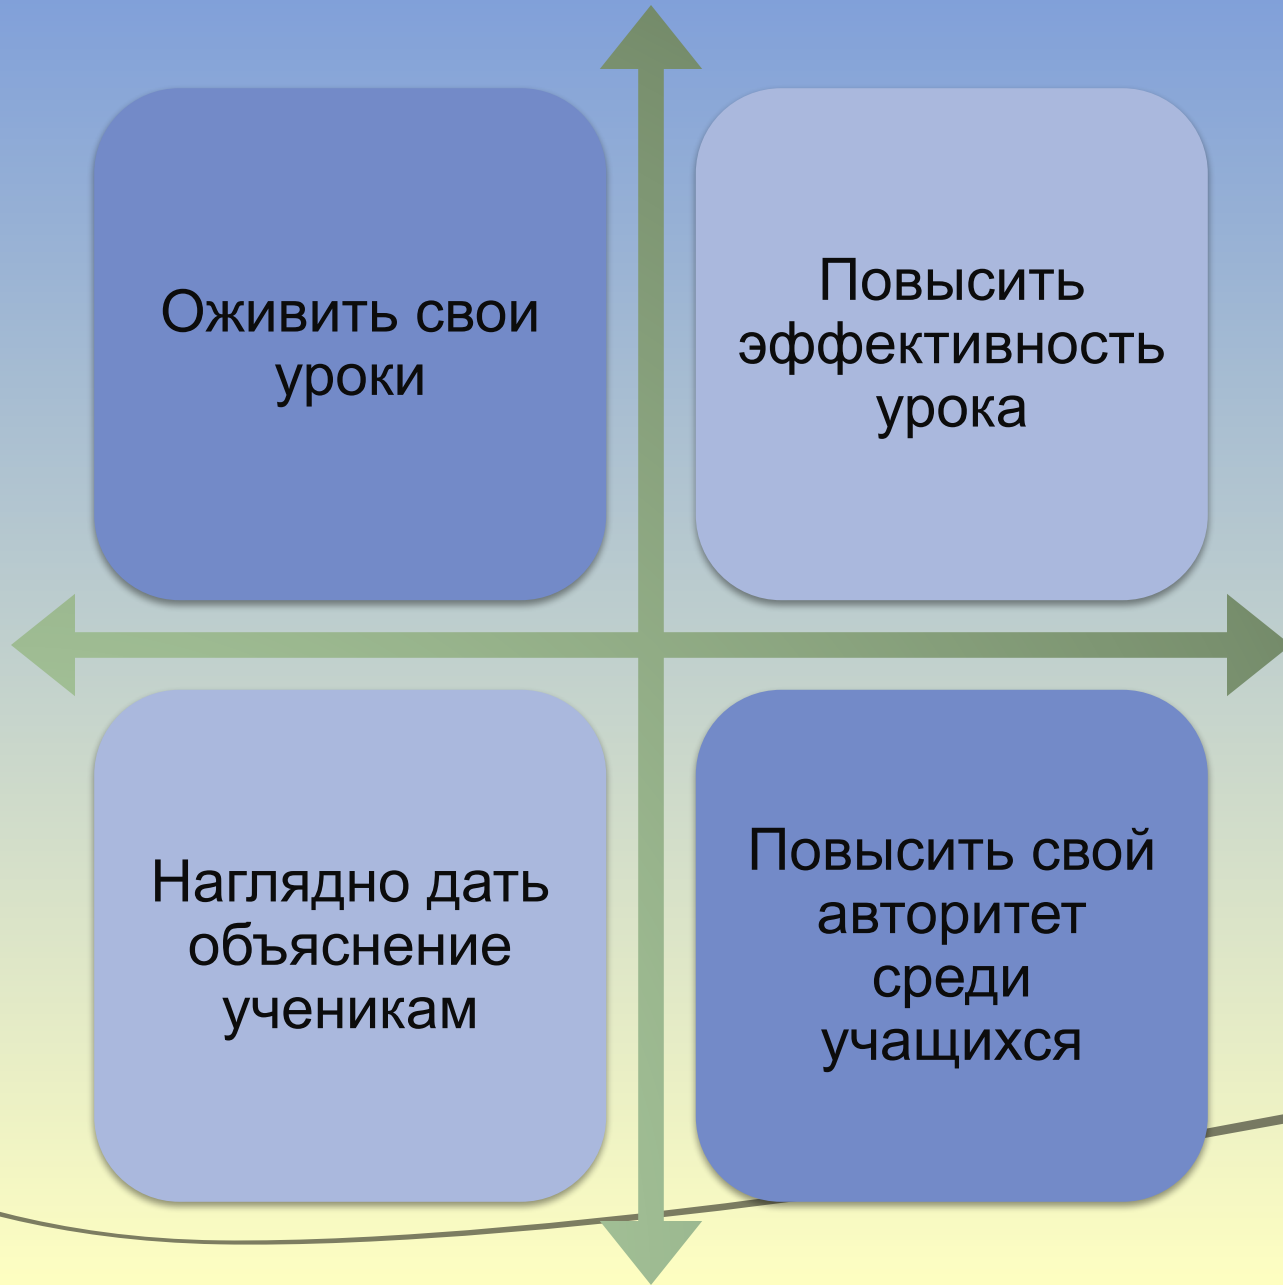 Оживить свои
уроки
Повысить
эффективность
урока
Наглядно дать
объяснение
ученикам
Повысить свой
авторитет
среди
учащихся